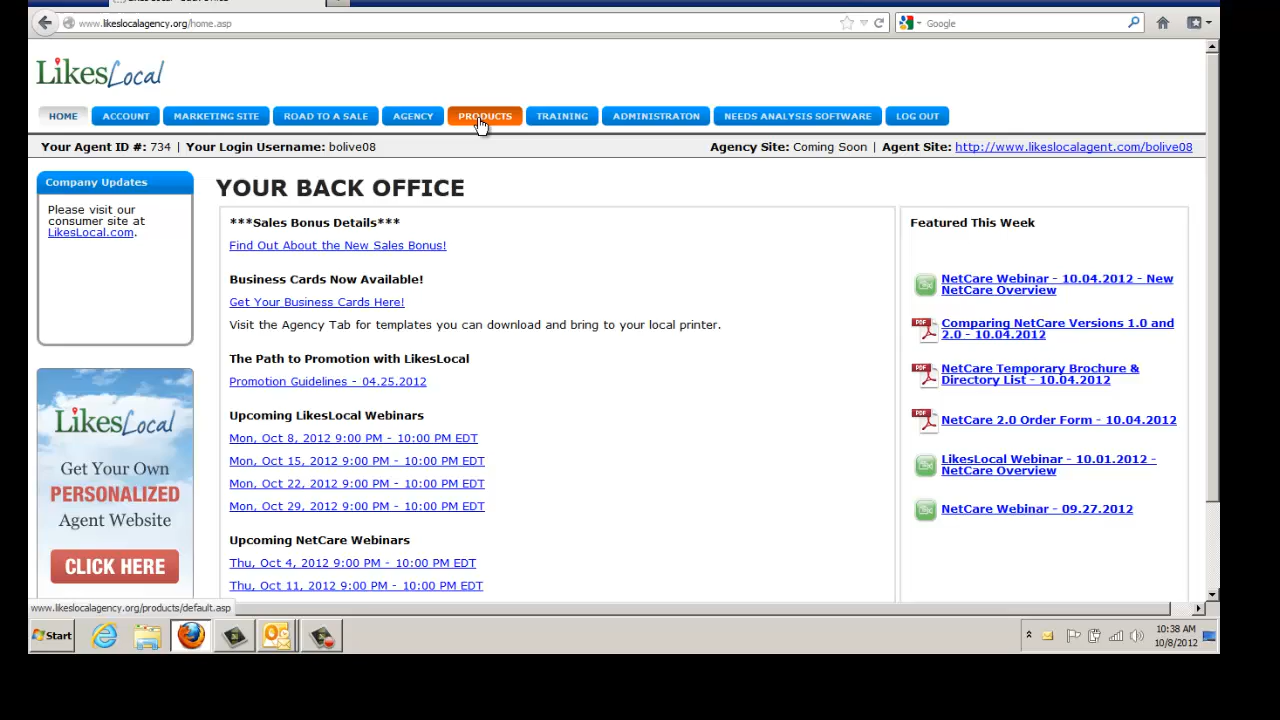 www.likeslocalagency.org/home.asp
Google
LikesLocal
HOME
ACCOUNT
MARKETING SITE
ROAD TO A SALE
AGENCY
PRODUCTS
TRAINING
ADMINISTRATON
NEEDS ANALYSIS SOFTWARE
LOG OUT
Your Agent ID #: 734 | Your Login Username: bolive08
Agency Site: Coming Soon | Agent Site: http://www.likeslocalagent.com/bolive08
Company Updates
Please visit our
consumer site at
LikesLocal.com.
LikesLocal
Get Your Own
PERSONALIZED
Agent Website
CLICK HERE
YOUR BACK OFFICE
***Sales Bonus Details***
Find Out About the New Sales Bonus!
Business Cards Now Available!
Get Your Business Cards Here!
Visit the Agency Tab for templates you can download and bring to your local printer.
The Path to Promotion with LikesLocal
Promotion Guidelines - 04.25.2012
Upcoming LikesLocal Webinars
Mon, Oct 8, 2012 9:00 PM - 10:00 PM EDT
Mon, Oct 15, 2012 9:00 PM - 10:00 PM EDT
Mon, Oct 22, 2012 9:00 PM - 10:00 PM EDT
Mon, Oct 29, 2012 9:00 PM - 10:00 PM EDT
Upcoming NetCare Webinars
Thu, Oct 4, 2012 9:00 PM - 10:00 PM EDT
Thu, Oct 11, 2012 9:00 PM - 10:00 PM EDT
Featured This Week
NetCare Webinar - 10.04.2012 - New
NetCare Overview
PDF
Comparing NetCare Versions 1.0 and
2.0 - 10.04.2012
PDF
NetCare Temporary Brochure &
Directory List - 10.04.2012
PDF
NetCare 2.0 Order Form - 10.04.2012
LikesLocal Webinar - 10.01.2012 -
NetCare Overview
NetCare Webinar - 09.27.2012
www.likeslocalagency.org/products/default.asp
Start
10:38 AM
10/8/2012